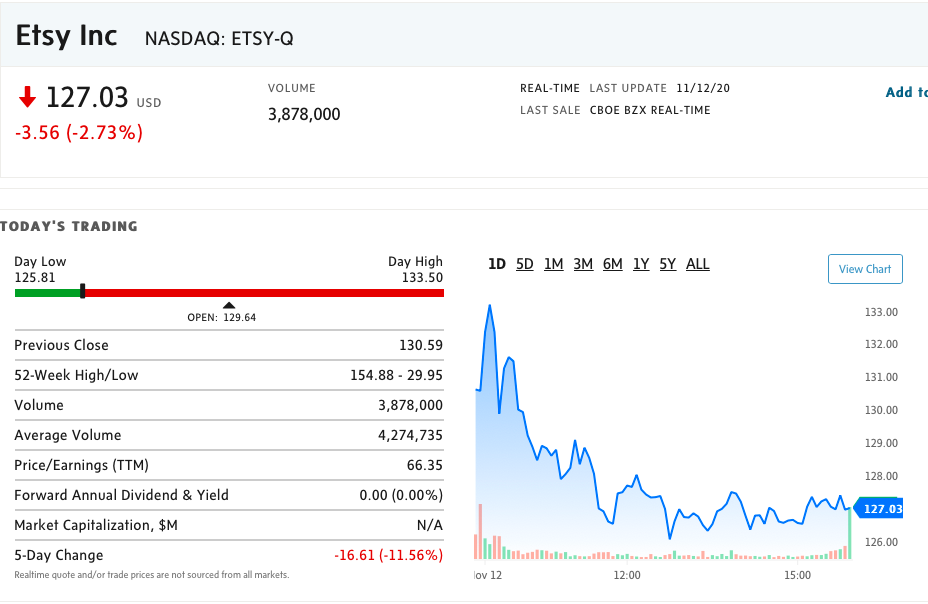 Etsy Inc NASDAQ: ETSY-Q
127.03 USD
-3.56 (-2.73%)
VOLUME
3,878,000
REAL-TIME LAST UPDATE 11/12/20
LAST SALE CBOE BZX REAL-TIME
Add to
TODAY'S TRADING
Day Low Day High
125.81 133.50
OPEN: 129.64
Previous Close 130.59
52-Week High/Low 154.88 - 29.95
Volume 3,878,000
Average Volume 4,274,735
Price/Earnings (TTM) 66.35
Forward Annual Dividend & Yield 0.00 (0.00%)
Market Capitalization, $M N/A
5-Day Change -16.61 (-11.56%)
Realtime quote and/or trade prices are not sourced from all markets.
1D 5D 1M 3M 6M 1Y 5Y ALL
View Chart
133.00
132.00
131.00
130.00
129.00
128.00
127.03
126.00
ov 12 12:00 15:00